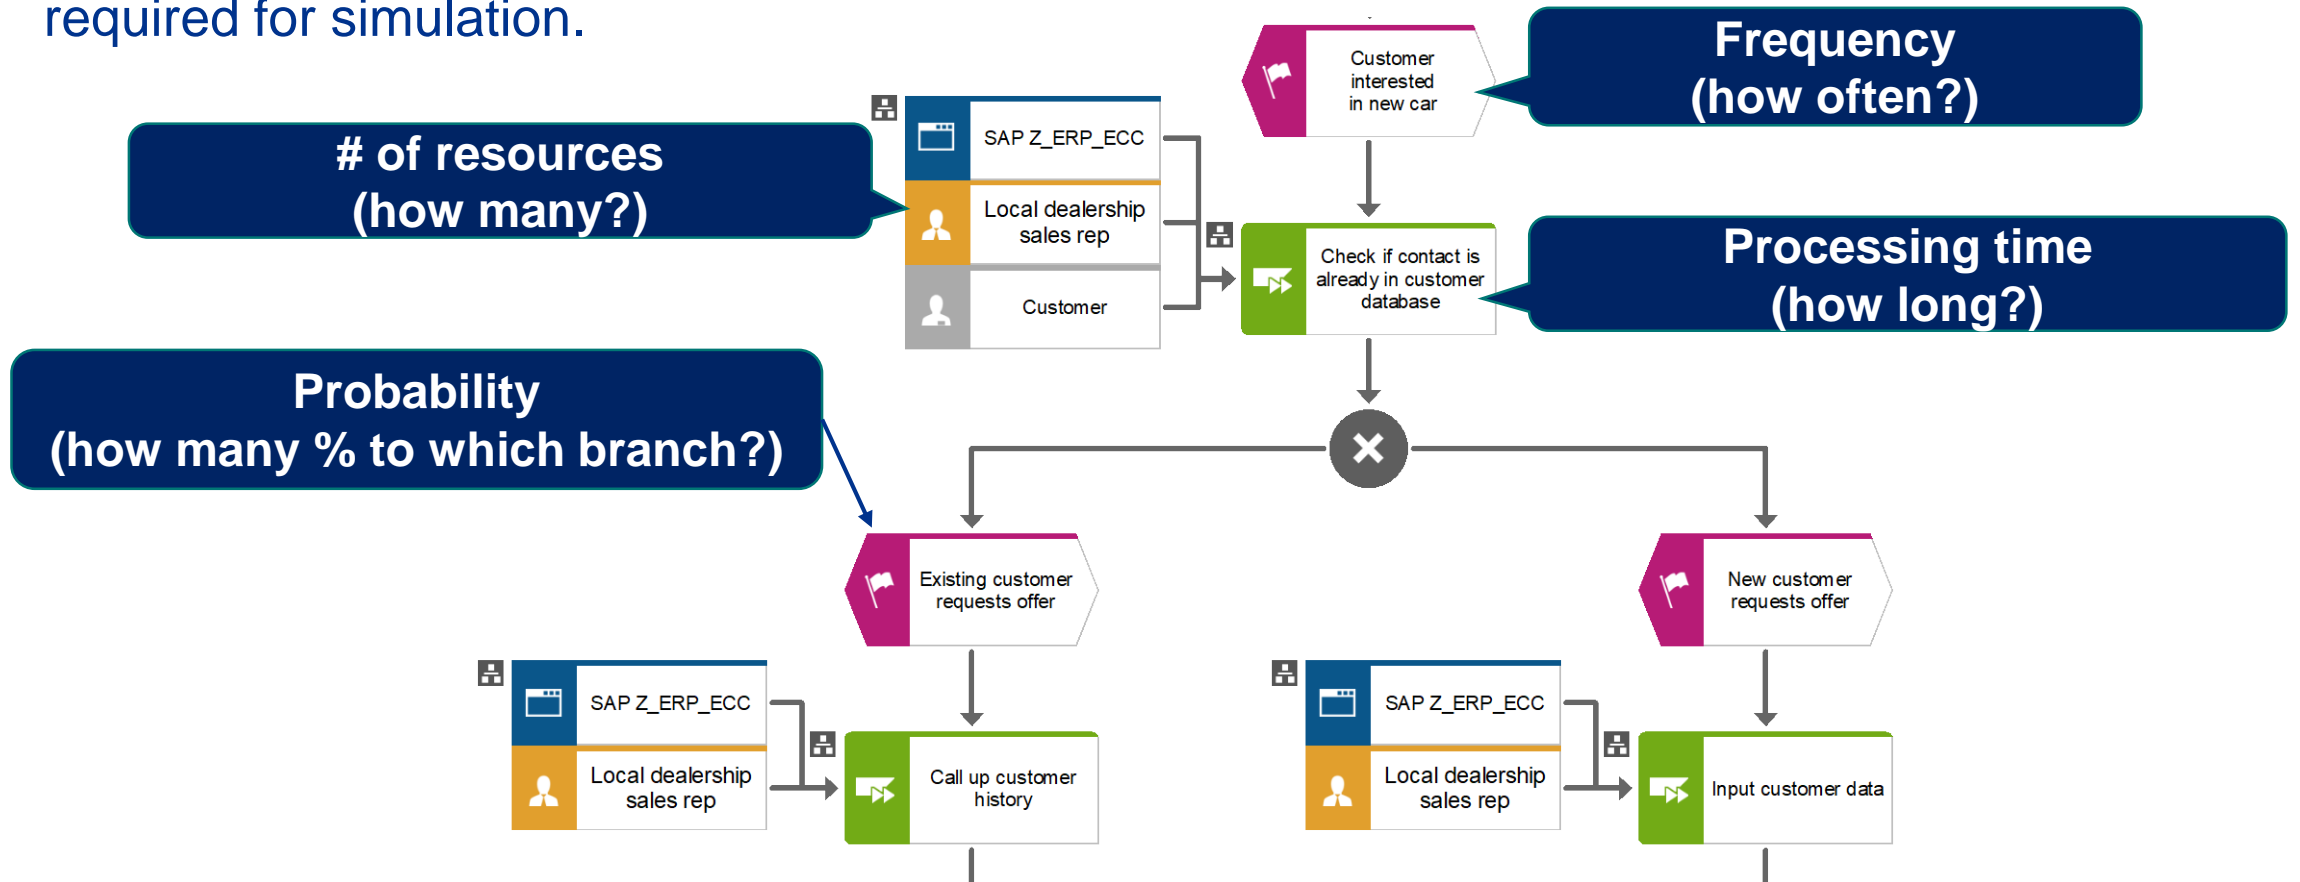 required for simulation.
Customer
interested
in new car
Frequency
(how often?)
# of resources
(how many?)
SAP Z_ERP_ECC
Local dealership
sales rep
Customer
Check if contact is
already in customer
database
Processing time
(how long?)
Probability
(how many % to which branch?)
Existing customer
requests offer
New customer
requests offer
SAP Z_ERP_ECC
Local dealership
sales rep
Call up customer
history
SAP Z_ERP_ECC
Local dealership
sales rep
Input customer data